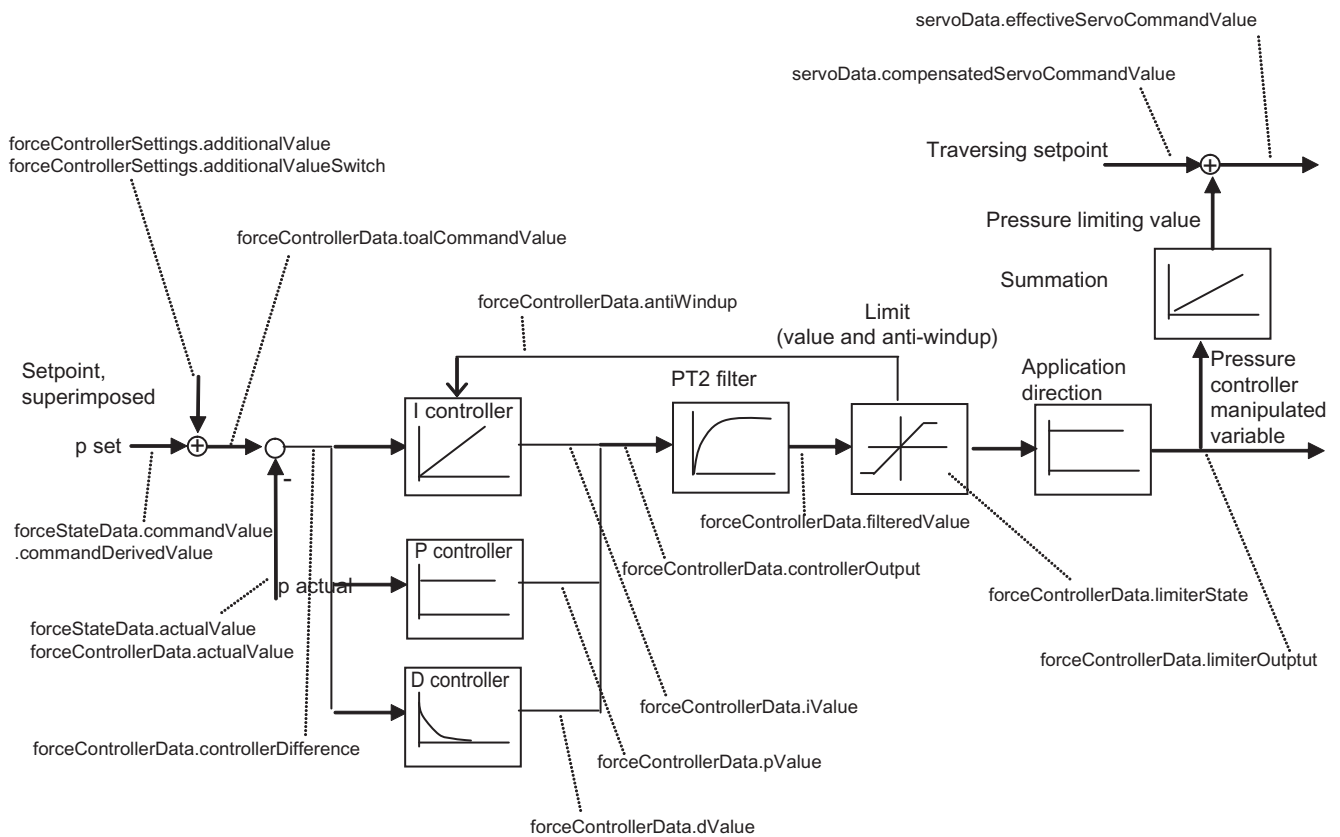 servoData.effectiveServoCommandValue
servoData.compensatedServoCommandValue
forceControllerSettings.additionalValue
forceControllerSettings.additionalValueSwitch
Traversing setpoint
Pressure limiting value
forceControllerData.toalCommandValue
Summation
forceControllerData.antiWindup
Limit
(value and anti-windup)
Setpoint,
superimposed
PT2 filter
Application
direction
Pressure
controller
manipulated
variable
I controller
p set
-
forceStateData.commandValue
.commandDerivedValue
forceControllerData.filteredValue
P controller
forceControllerData.controllerOutput
p actual
forceControllerData.limiterState
forceStateData.actualValue
forceControllerData.actualValue
forceControllerData.limiterOutptut
D controller
forceControllerData.iValue
forceControllerData.controllerDifference
forceControllerData.pValue
forceControllerData.dValue